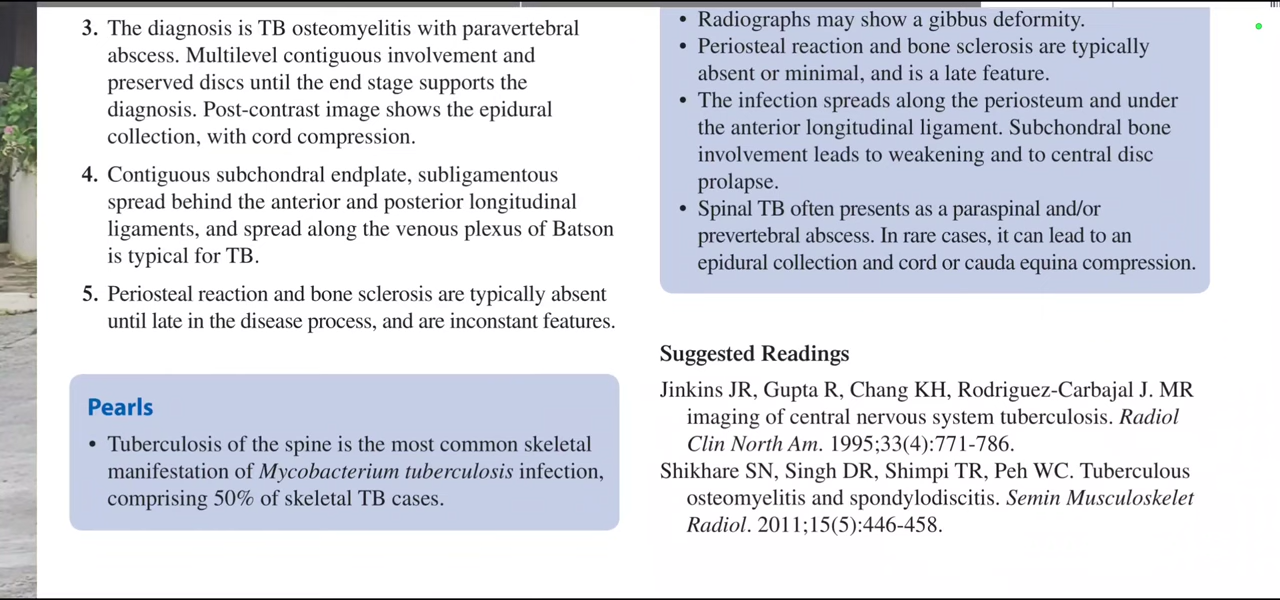 3. The diagnosis is TB osteomyelitis with paravertebral
abscess. Multilevel contiguous involvement and
preserved discs until the end stage supports the
diagnosis. Post-contrast image shows the epidural
collection, with cord compression.
4. Contiguous subchondral endplate, subligamentous
spread behind the anterior and posterior longitudinal
ligaments, and spread along the venous plexus of Batson
is typical for TB.
5. Periosteal reaction and bone sclerosis are typically absent
until late in the disease process, and are inconstant features.
Pearls
• Tuberculosis of the spine is the most common skeletal
manifestation of Mycobacterium tuberculosis infection,
comprising 50% of skeletal TB cases.
• Radiographs may show a gibbus deformity.
• Periosteal reaction and bone sclerosis are typically
absent or minimal, and is a late feature.
• The infection spreads along the periosteum and under
the anterior longitudinal ligament. Subchondral bone
involvement leads to weakening and to central disc
prolapse.
• Spinal TB often presents as a paraspinal and/or
prevertebral abscess. In rare cases, it can lead to an
epidural collection and cord or cauda equina compression.
Suggested Readings
Jinkins JR, Gupta R, Chang KH, Rodriguez-Carbajal J. MR
imaging of central nervous system tuberculosis. Radiol
Clin North Am. 1995;33(4):771-786.
Shikhare SN, Singh DR, Shimpi TR, Peh WC. Tuberculous
osteomyelitis and spondylodiscitis. Semin Musculoskelet
Radiol. 2011;15(5):446-458.